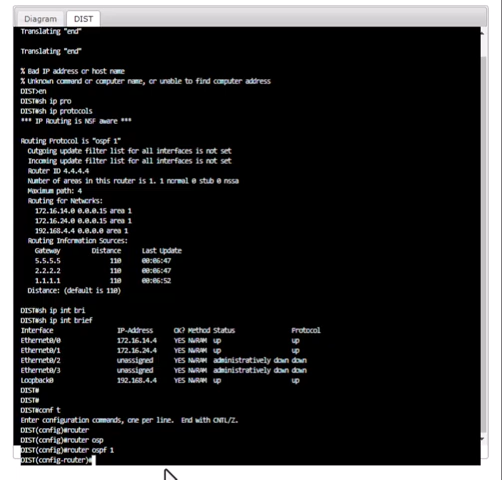 Diagram DIST
Translating "end"
Translating "end"
% Bad IP address or host name
% Unknown command or computer name, or unable to find computer address
DIST>en
DIST#sh ip pro
DIST#sh ip protocols
*** IP Routing is NSF aware ***
Routing Protocol is "ospf 1"
Outgoing update filter list for all interfaces is not set
Incoming update filter list for all interfaces is not set
Router ID 4.4.4.4
Number of areas in this router is 1. 1 normal 0 stub 0 nssa
Maximum path: 4
Routing for Networks:
172.16.14.0 0.0.0.15 area 1
172.16.24.0 0.0.0.15 area 1
192.168.4.4 0.0.0.0 area 1
Routing Information Sources:
Gateway Distance Last Update
5.5.5.5 110 00:06:47
2.2.2.2 110 00:06:47
1.1.1.1 110 00:06:52
Distance: (default is 110)
DIST#sh ip int bri
DIST#sh ip int brief
Interface IP-Address OK? Method Status Protocol
Ethernet0/0 172.16.14.4 YES NVRAM up up
Ethernet0/1 172.16.24.4 YES NVRAM up up
Ethernet0/2 unassigned YES NVRAM administratively down down
Ethernet0/3 unassigned YES NVRAM administratively down down
Loopback0 192.168.4.4 YES NVRAM up up
DIST#
DIST#
DIST#conf t
Enter configuration commands, one per line. End with CNTL/Z.
DIST(config)#router
DIST(config)#router osp
DIST(config)#router ospf 1
DIST(config-router)#